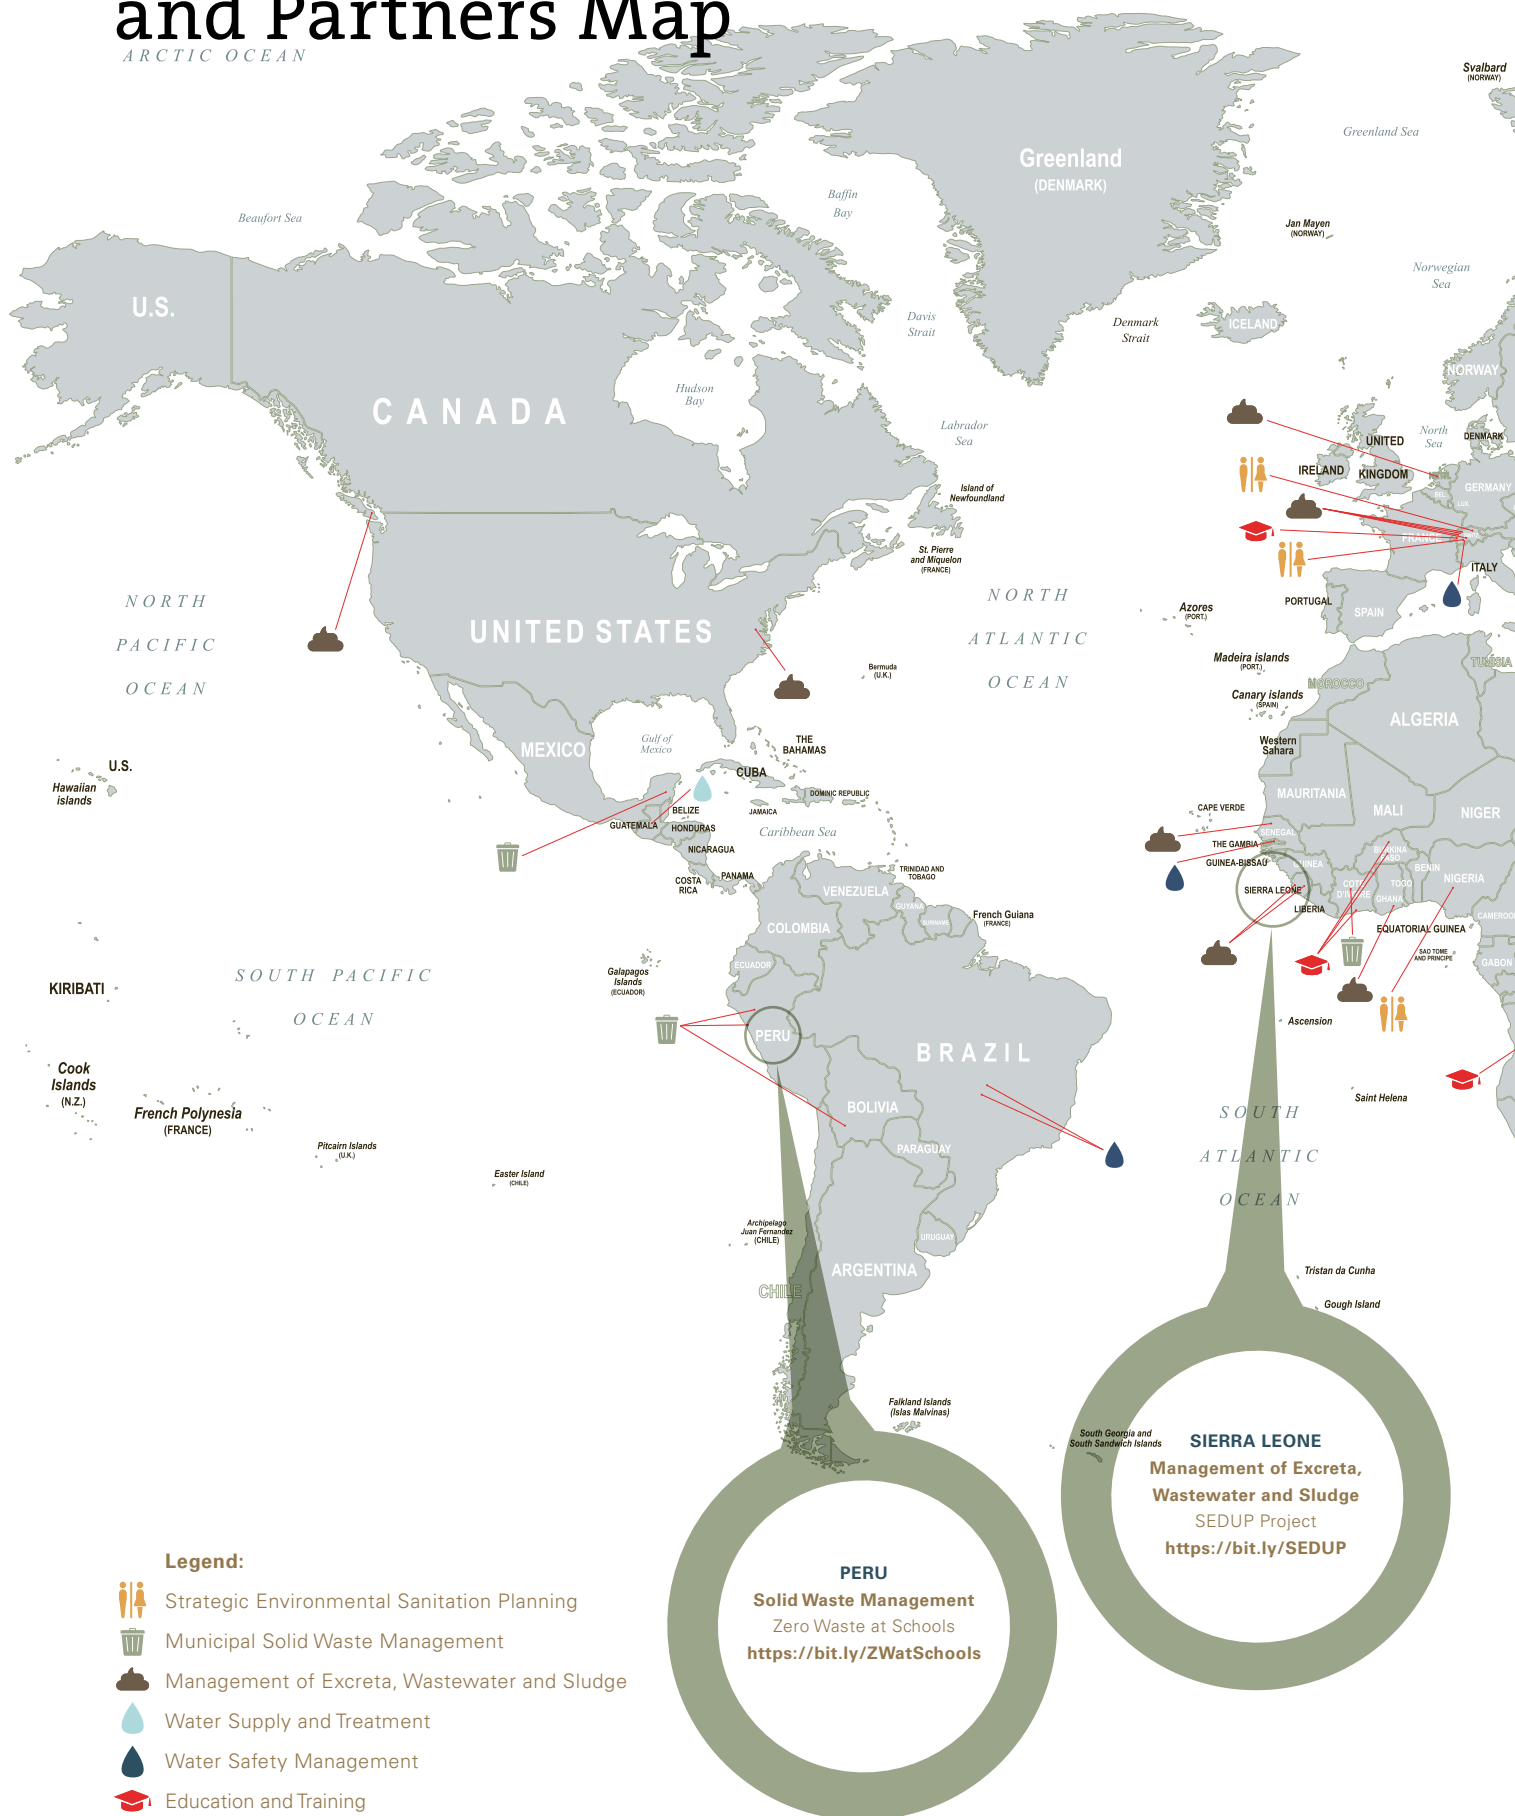 and Partners Map
ARCTIC OCEAN
Svalbard
(NORWAY)
Greenland Sea
Greenland
(DENMARK)
Baffin
Bay
Beaufort Sea
Jan Mayen
(NORWAY)
Norwegian
Sea
U.S.
Davis
Strait
Denmark
Strait
ICELAND
NORWAY
Hudson
Bay
CANADA
Labrador
Sea
North
Sea
DENMARK
UNITED
KINGDOM
IRELAND
GERMANY
BEL.
LUX.
Island of
Newfoundland
FRANCE
St. Pierre
and Miquelon
(FRANCE)
ITALY
NORTH
PACIFIC
OCEAN
NORTH
ATLANTIC
OCEAN
PORTUGAL
SPAIN
Azores
(PORT.)
UNITED STATES
Bermuda
(U.K.)
Madeira islands
(PORT.)
TUNISIA
MOROCCO
Canary islands
(SPAIN)
ALGERIA
Western
Sahara
MEXICO
Gulf of
Mexico
THE
BAHAMAS
U.S.
Hawaiian
islands
CUBA
DOMINIC REPUBLIC
MAURITANIA
MALI
NIGER
BELIZE
JAMAICA
CAPE VERDE
GUATEMALA
HONDURAS
Caribbean Sea
SENEGAL
THE GAMBIA
NICARAGUA
GUINEA-BISSAU
GUINEA
BURKINA
FASO
BENIN
NIGERIA
COSTA
RICA
PANAMA
TRINIDAD AND
TOBAGO
VENEZUELA
SIERRA LEONE
COTE
D'IVOIRE
TOGO
GHANA
GUYANA
SURINAME
French Guiana
(FRANCE)
LIBERIA
CAMEROON
COLOMBIA
EQUATORIAL GUINEA
SAO TOME
AND PRINCIPE
GABON
ECUADOR
Galapagos
Islands
(ECUADOR)
SOUTH PACIFIC
OCEAN
KIRIBATI
Ascension
PERU
BRAZIL
Cook
Islands
(N.Z.)
French Polynesia
(FRANCE)
BOLIVIA
Saint Helena
SOUTH
ATLANTIC
OCEAN
Pitcairn Islands
(U.K.)
PARAGUAY
Easter Island
(CHILE)
Archipelago
Juan Fernandez
(CHILE)
URUGUAY
ARGENTINA
CHILE
Tristan da Cunha
Gough Island
Falkland Islands
(Islas Malvinas)
South Georgia and
South Sandwich Islands
SIERRA LEONE
Management of Excreta,
Wastewater and Sludge
SEDUP Project
https://bit.ly/SEDUP
PERU
Solid Waste Management
Zero Waste at Schools
https://bit.ly/ZWatSchools
Legend:
Strategic Environmental Sanitation Planning
Municipal Solid Waste Management
Management of Excreta, Wastewater and Sludge
Water Supply and Treatment
Water Safety Management
Education and Training